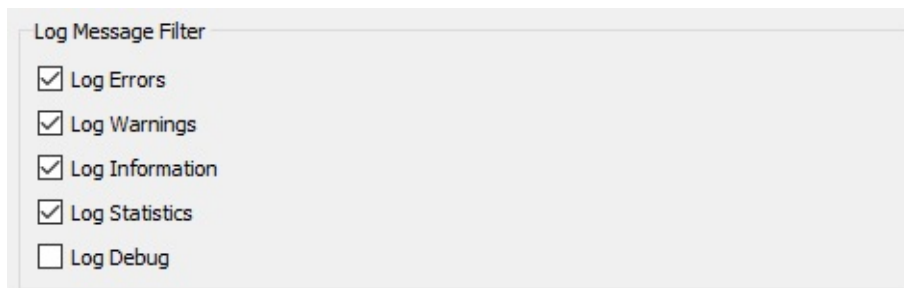 Log Message Filter
Log Errors
Log Warnings
Log Information
Log Statistics
Log Debug